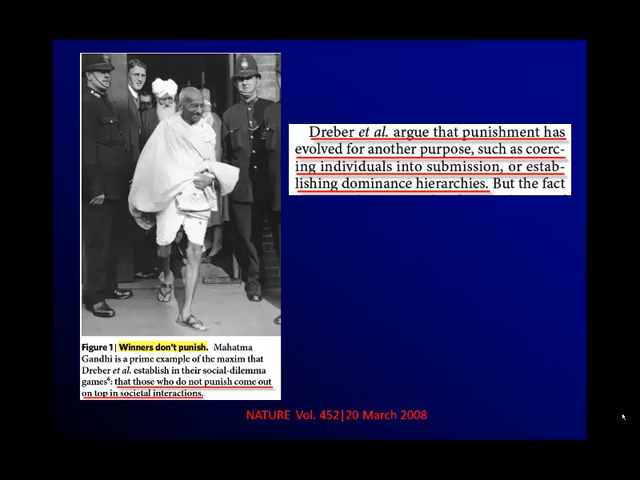 Dreber et al. argue that punishment has
evolved for another purpose, such as coerc-
ing individuals into submission, or estab-
lishing dominance hierarchies. But the fact
Figure 1| Winners don't punish. Mahatma
Gandhi is a prime example of the maxim that
Dreber et al. establish in their social-dilemma
games⁶: that those who do not punish come out
on top in societal interactions.
NATURE Vol. 452|20 March 2008